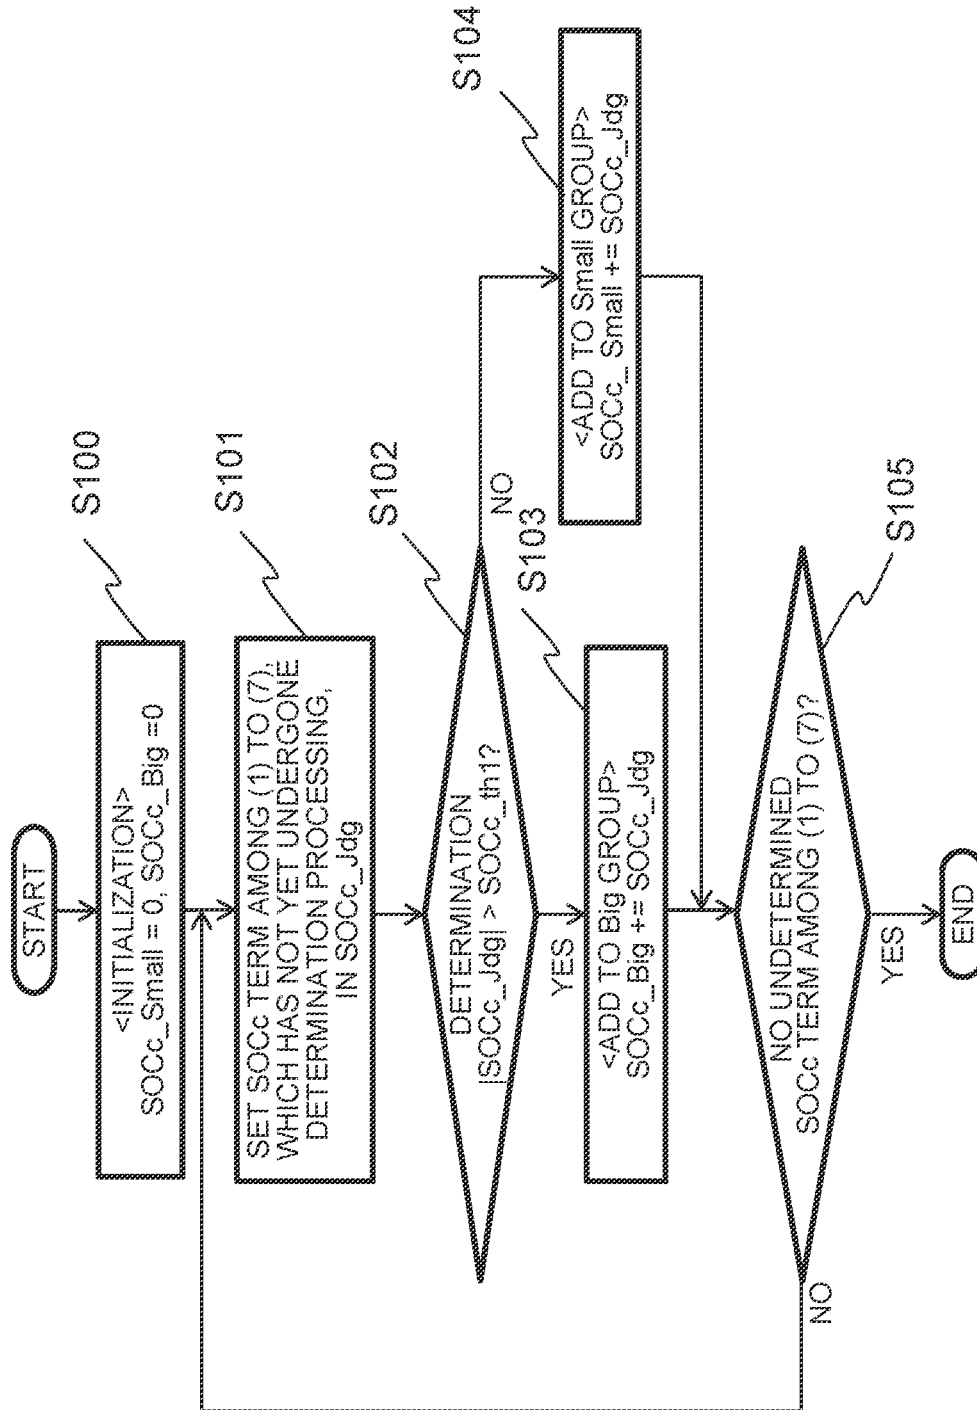 START
<INITIALIZATION>
SOCc_Small = 0, SOCc_Big =0
S100
SET SOCc TERM AMONG (1) TO (7),
WHICH HAS NOT YET UNDERGONE
DETERMINATION PROCESSING,
IN SOCc_Jdg
S101
DETERMINATION
|SOCc_Jdg| > SOCc_th1?
S102
YES
NO
<ADD TO Big GROUP>
SOCc_Big += SOCc_Jdg
S103
<ADD TO Small GROUP>
SOCc_ Small += SOCc_Jdg
S104
NO UNDETERMINED
SOCc TERM AMONG (1) TO (7)?
S105
NO
YES
END